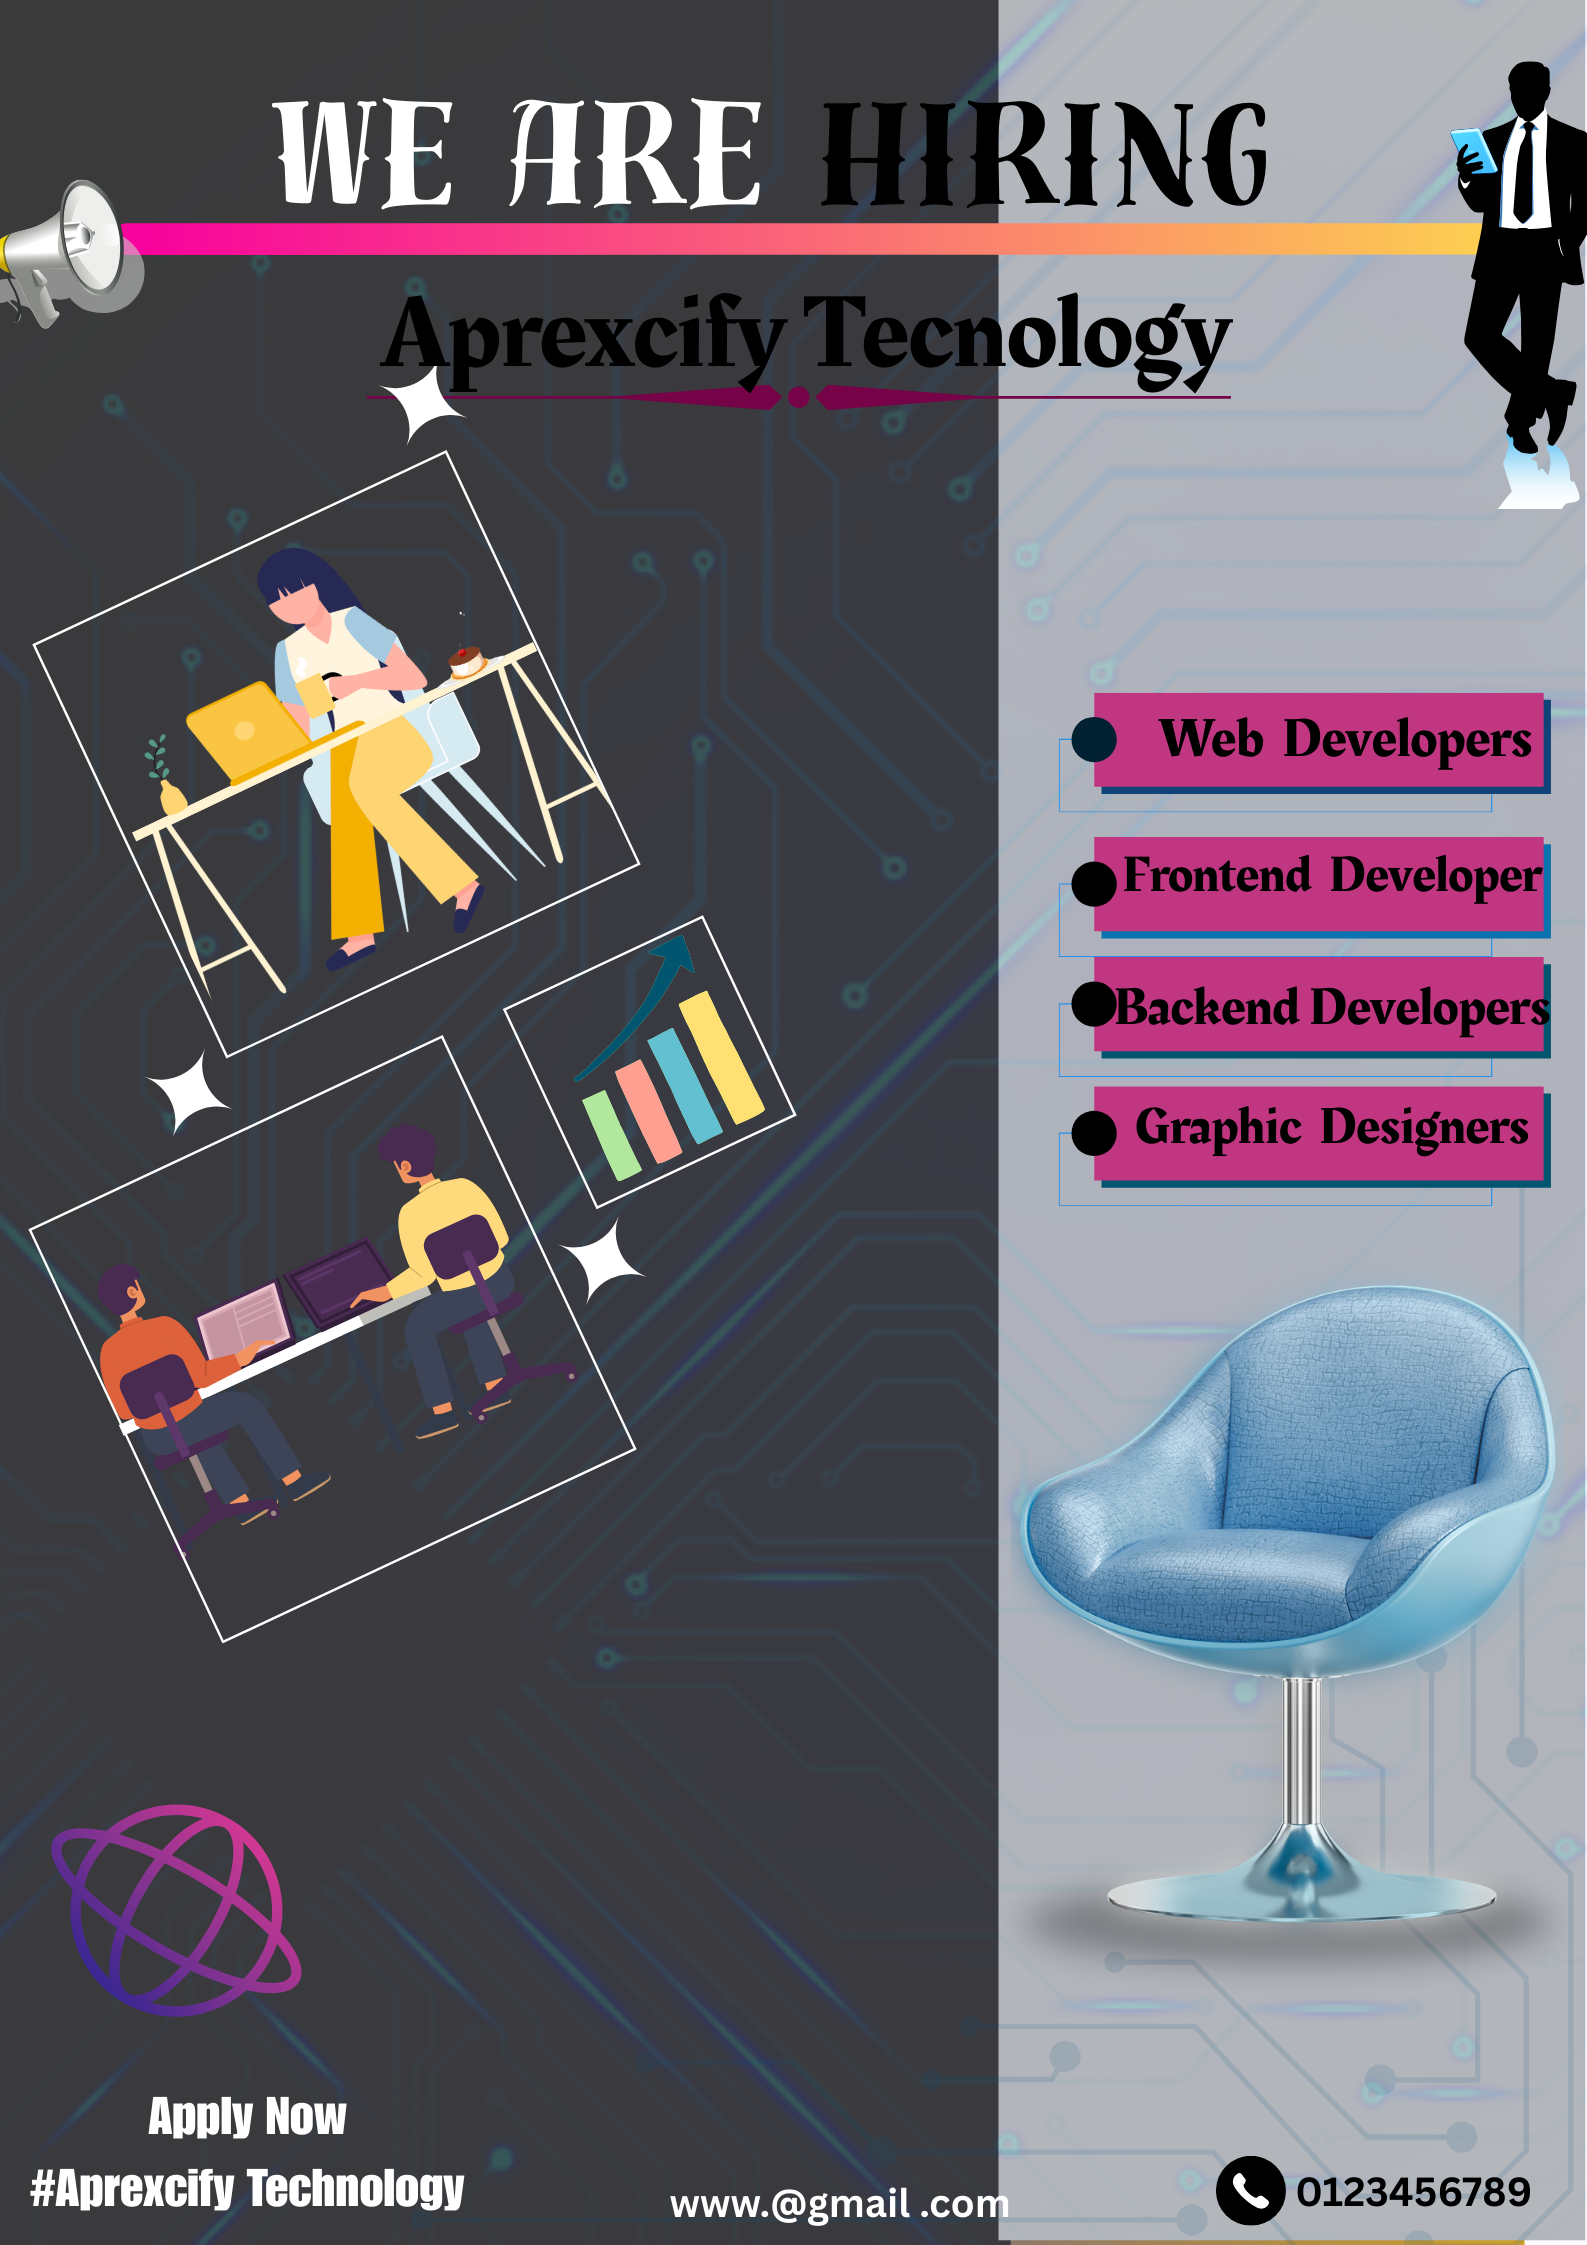 WE ARE HIRING
Aprexcify Tecnology
Web Developers
Frontend Developer
Backend Developers
Graphic Designers
Apply Now
#Aprexcify Technology
www.@gmail .com
0123456789